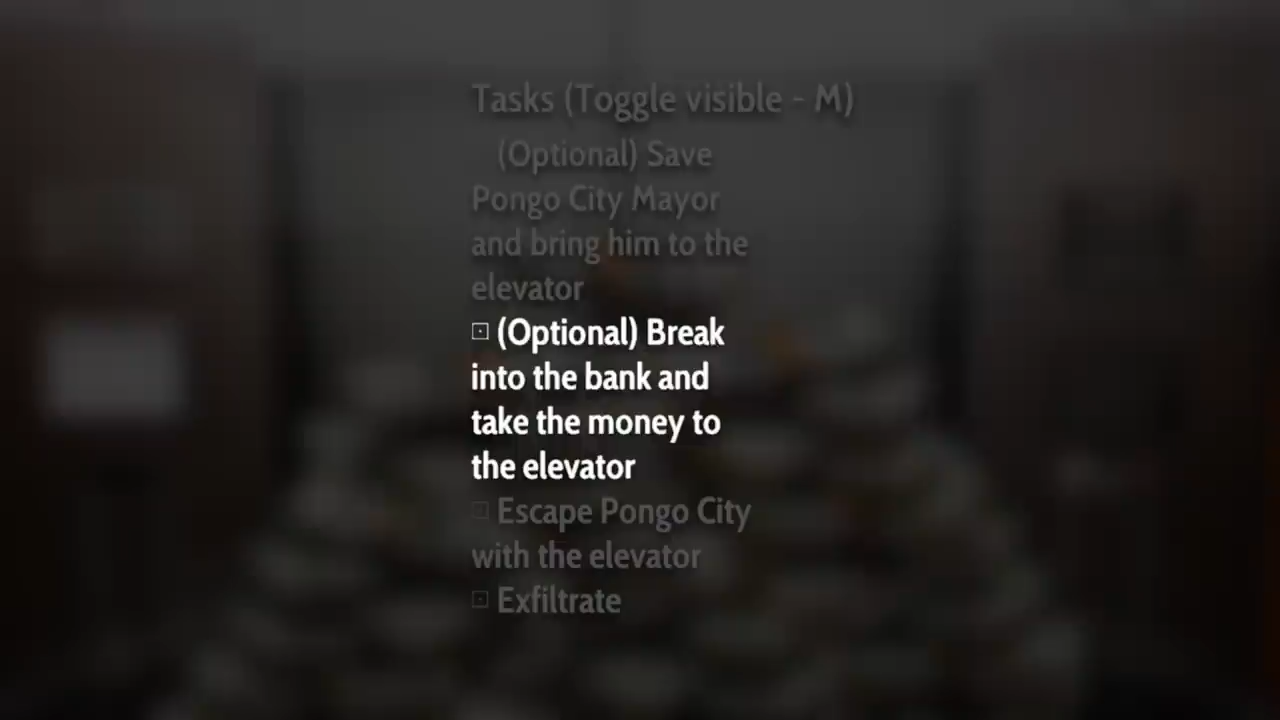 Tasks (Toggle visible - M)
(Optional) Save
Pongo City Mayor
and bring him to the
elevator
⊡ (Optional) Break
into the bank and
take the money to
the elevator
⊡ Escape Pongo City
with the elevator
⊡ Exfiltrate